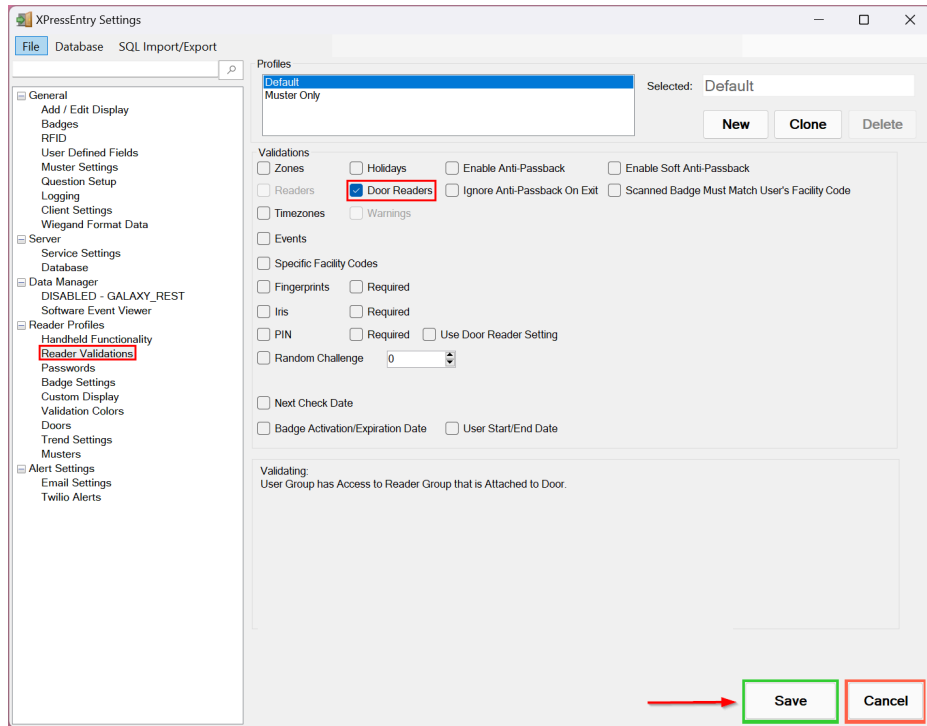 XPressEntry Settings
File Database SQL Import/Export
General
Add / Edit Display
Badges
RFID
User Defined Fields
Muster Settings
Question Setup
Logging
Client Settings
Wiegand Format Data
Server
Service Settings
Database
Data Manager
DISABLED - GALAXY_REST
Software Event Viewer
Reader Profiles
Handheld Functionality
Reader Validations
Passwords
Badge Settings
Custom Display
Validation Colors
Doors
Trend Settings
Musters
Alert Settings
Email Settings
Twilio Alerts
Profiles
Default
Muster Only
Selected: Default
New Clone Delete
Validations
Zones Holidays Enable Anti-Passback Enable Soft Anti-Passback
Readers Door Readers Ignore Anti-Passback On Exit Scanned Badge Must Match User's Facility Code
Timezones Warnings
Events
Specific Facility Codes
Fingerprints Required
Iris Required
PIN Required Use Door Reader Setting
Random Challenge 0
Next Check Date
Badge Activation/Expiration Date User Start/End Date
Validating:
User Group has Access to Reader Group that is Attached to Door.
Save Cancel